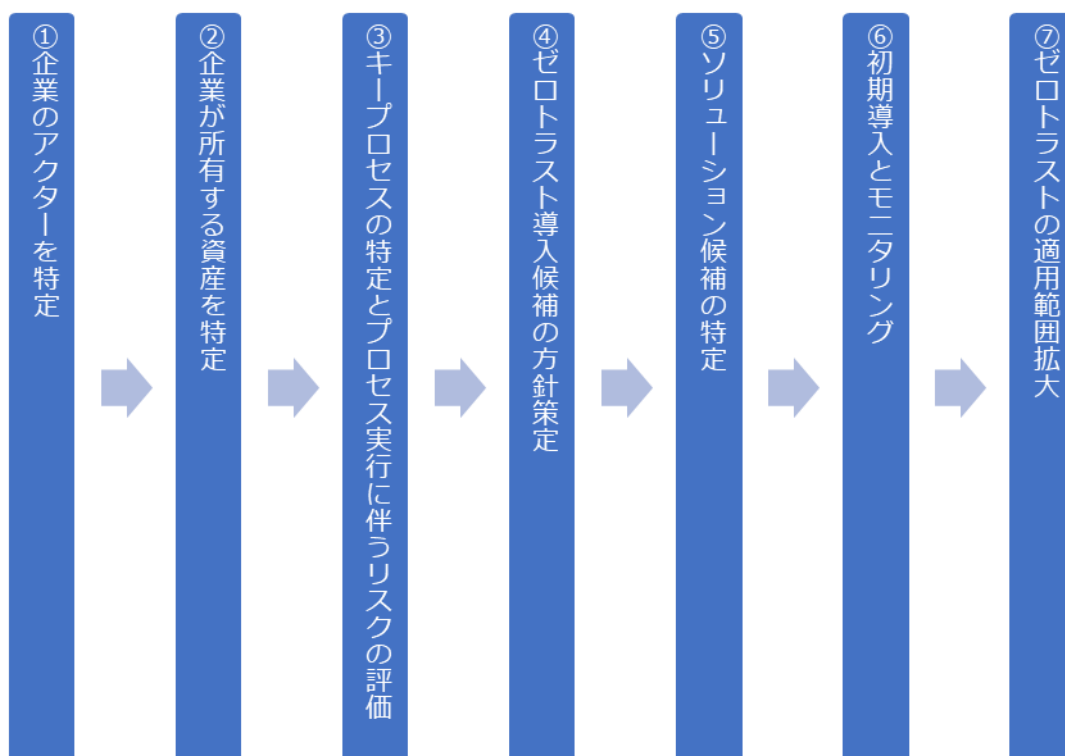 ①企業のアクターを特定
②企業が所有する資産を特定
③キープロセスの特定とプロセス実行に伴うリスクの評価
④ゼロトラスト導入候補の方針策定
⑤ソリューション候補の特定
⑥初期導入とモニタリング
⑦ゼロトラストの適用範囲拡大